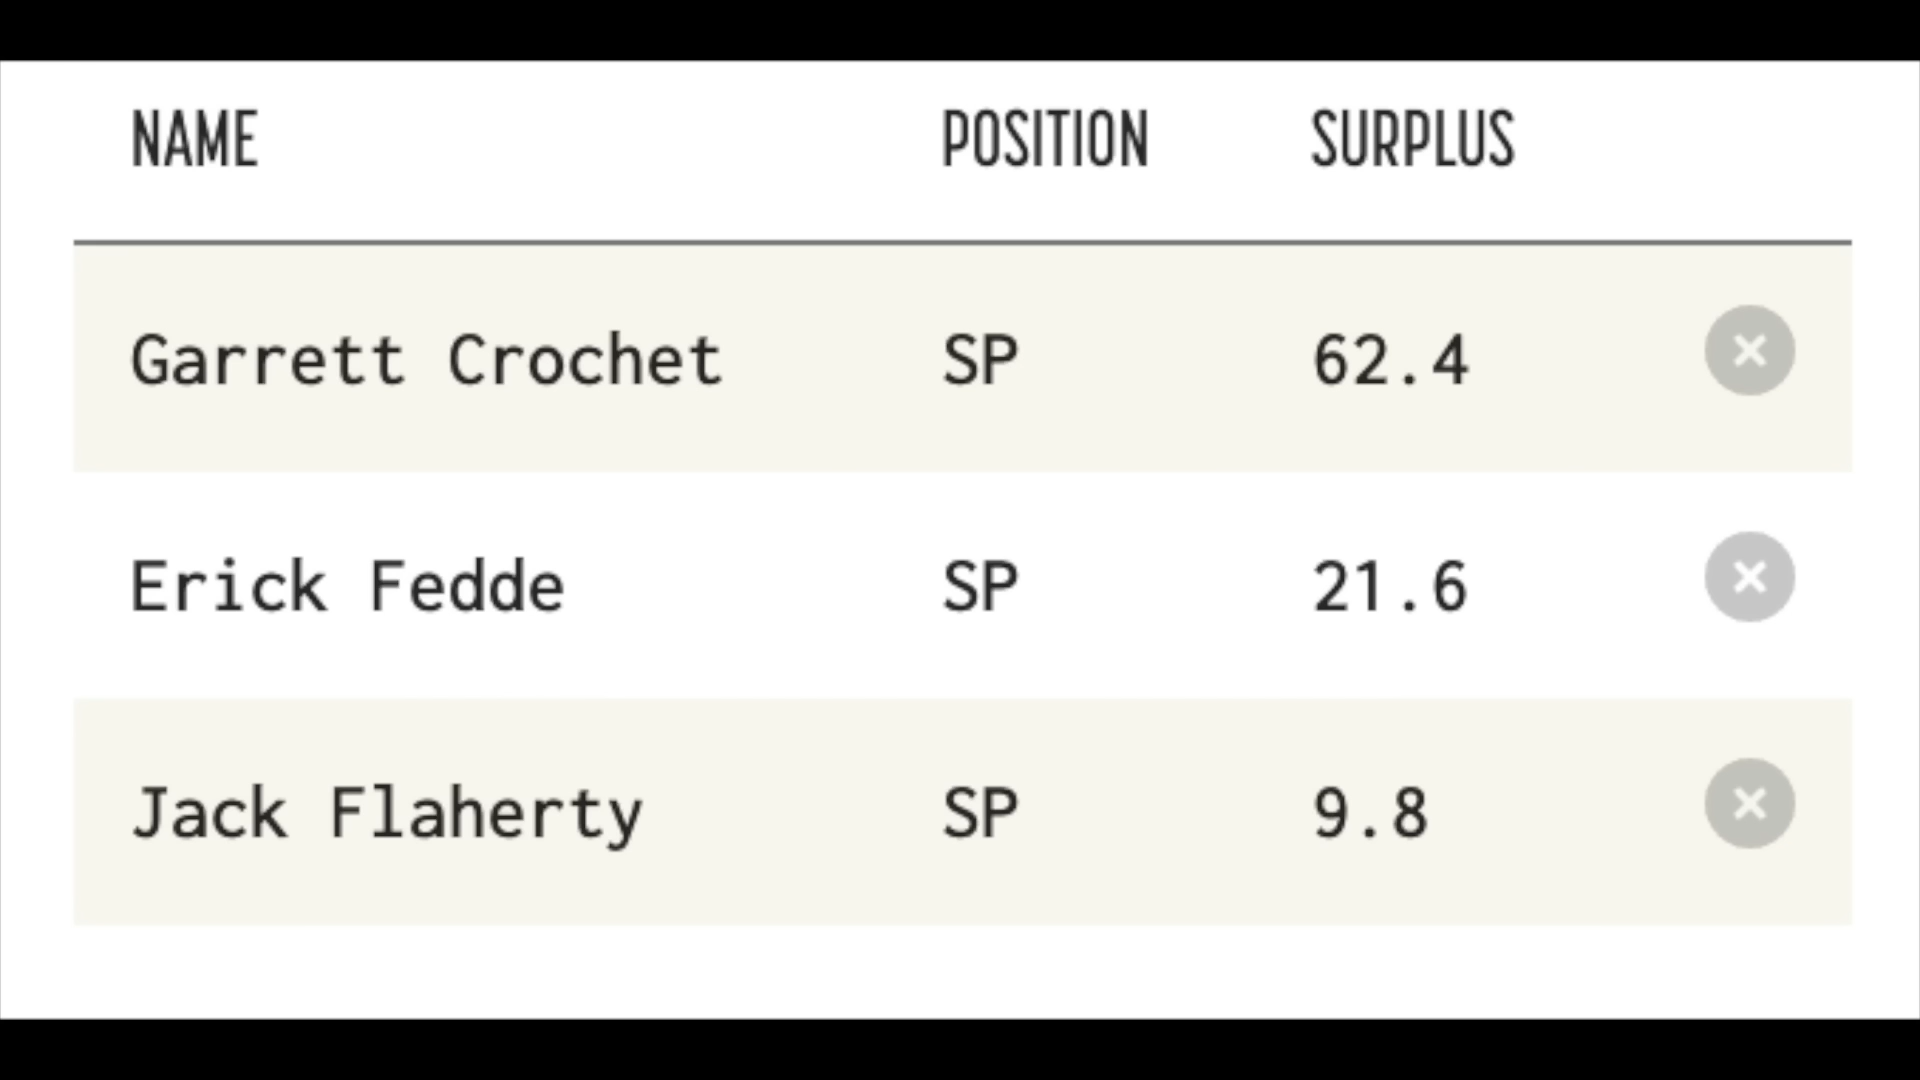 NAME POSITION SURPLUS
Garrett Crochet SP 62.4
Erick Fedde SP 21.6
Jack Flaherty SP 9.8